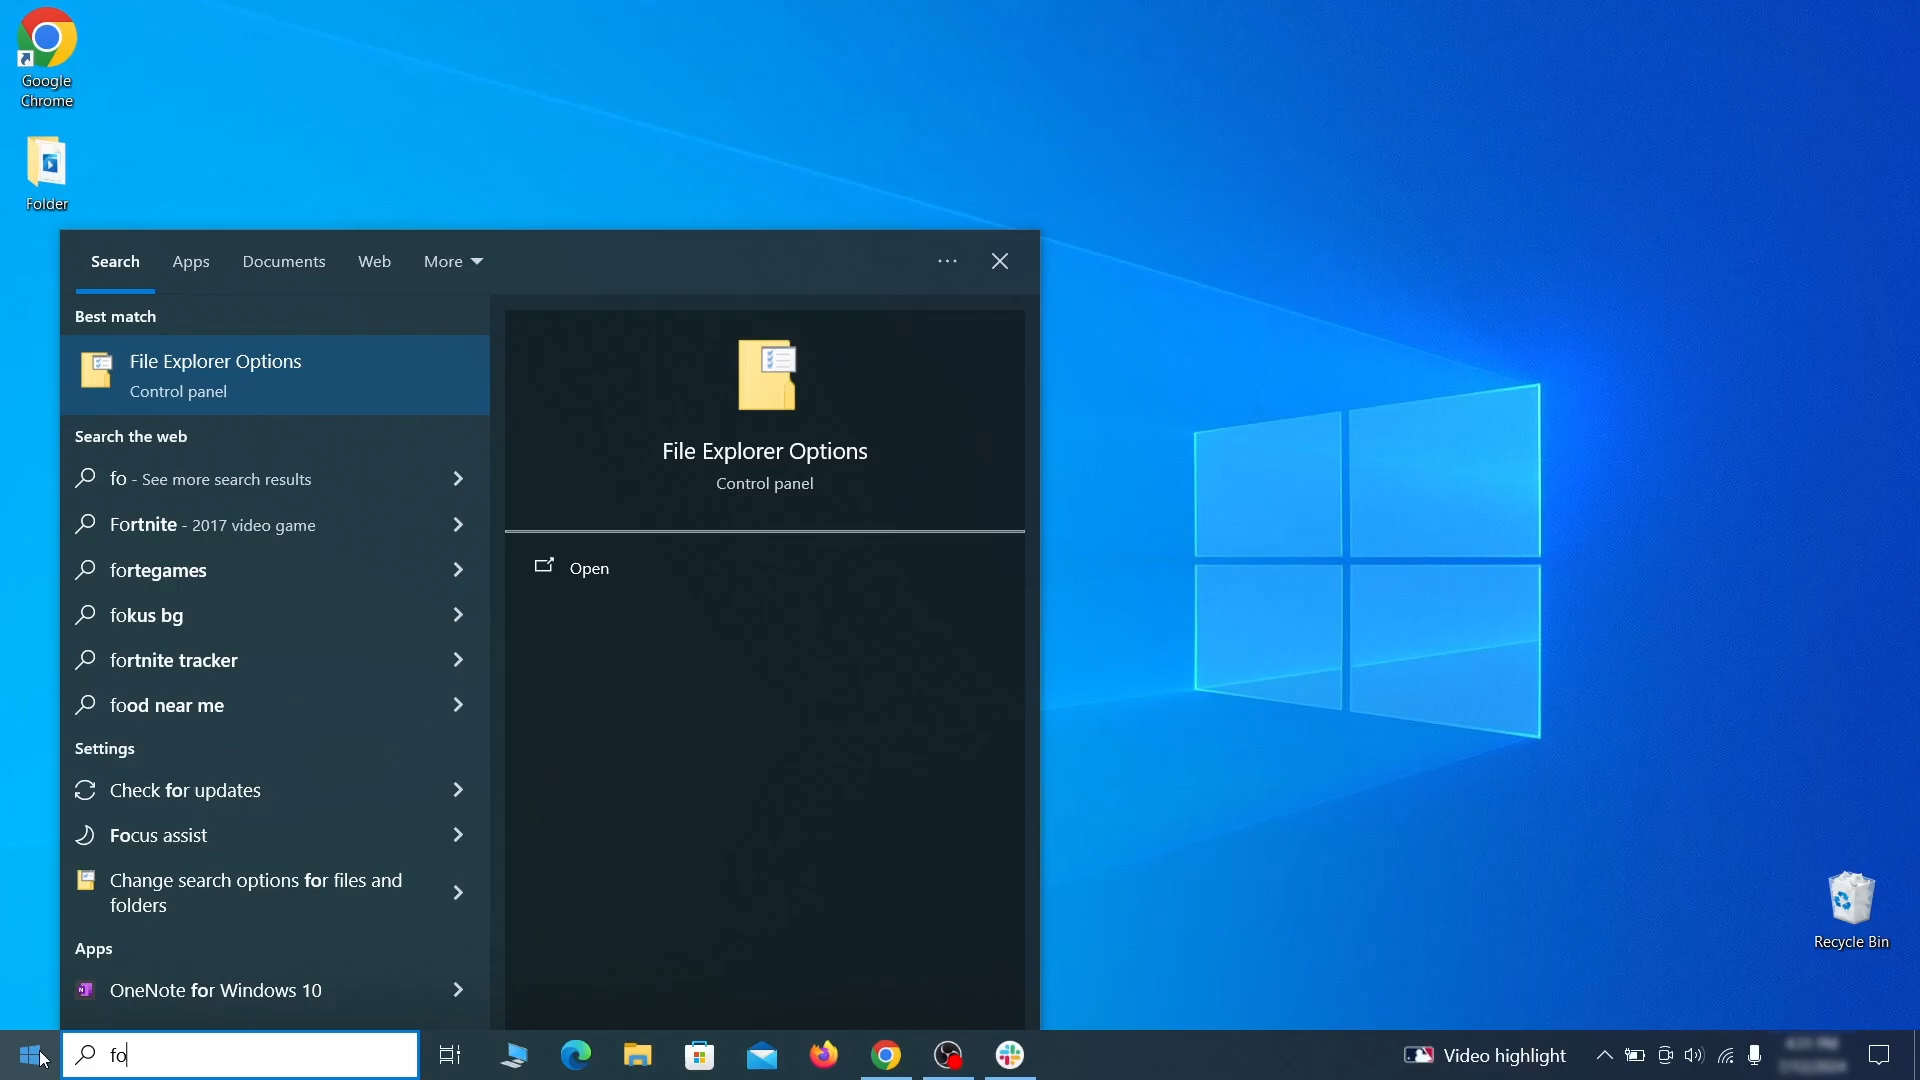 Google
Chrome
Folder
Search Apps Documents Web More
Best match
File Explorer Options
Control panel
Search the web
fo - See more search results
Fortnite - 2017 video game
fortegames
fokus bg
fortnite tracker
food near me
Settings
Check for updates
Focus assist
Change search options for files and
folders
Apps
OneNote for Windows 10
File Explorer Options
Control panel
Open
Recycle Bin
fo
Video highlight